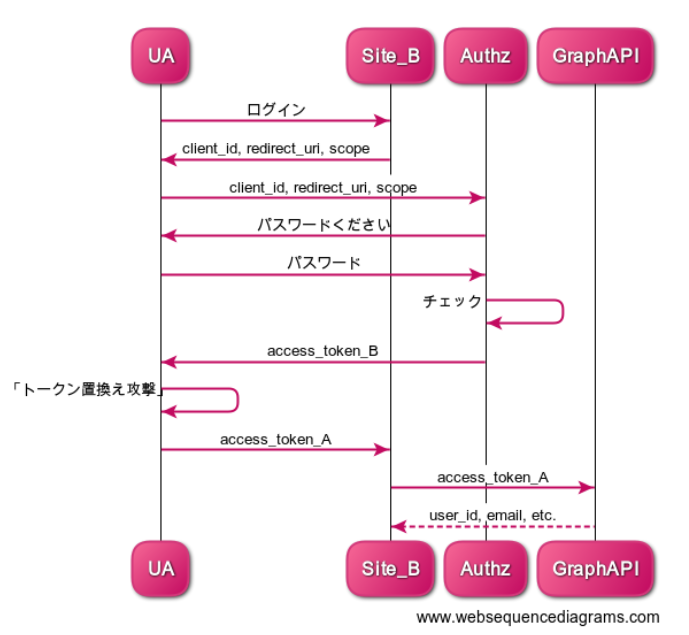 UA
Site_B
Authz
GraphAPI
ログイン
client_id, redirect_uri, scope
client_id, redirect_uri, scope
パスワードください
パスワード
チェック
access_token_B
「トークン置換え攻撃」
access_token_A
access_token_A
user_id, email, etc.
UA
Site_B
Authz
GraphAPI
www.websequencediagrams.com